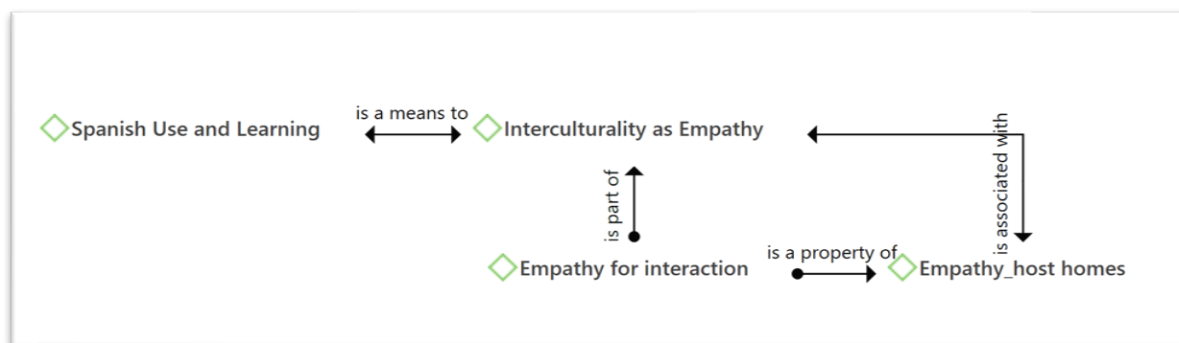 is a means to
Spanish Use and Learning
Interculturality as Empathy
is associated with
is part of
is a property of
Empathy for interaction
Empathy_host homes